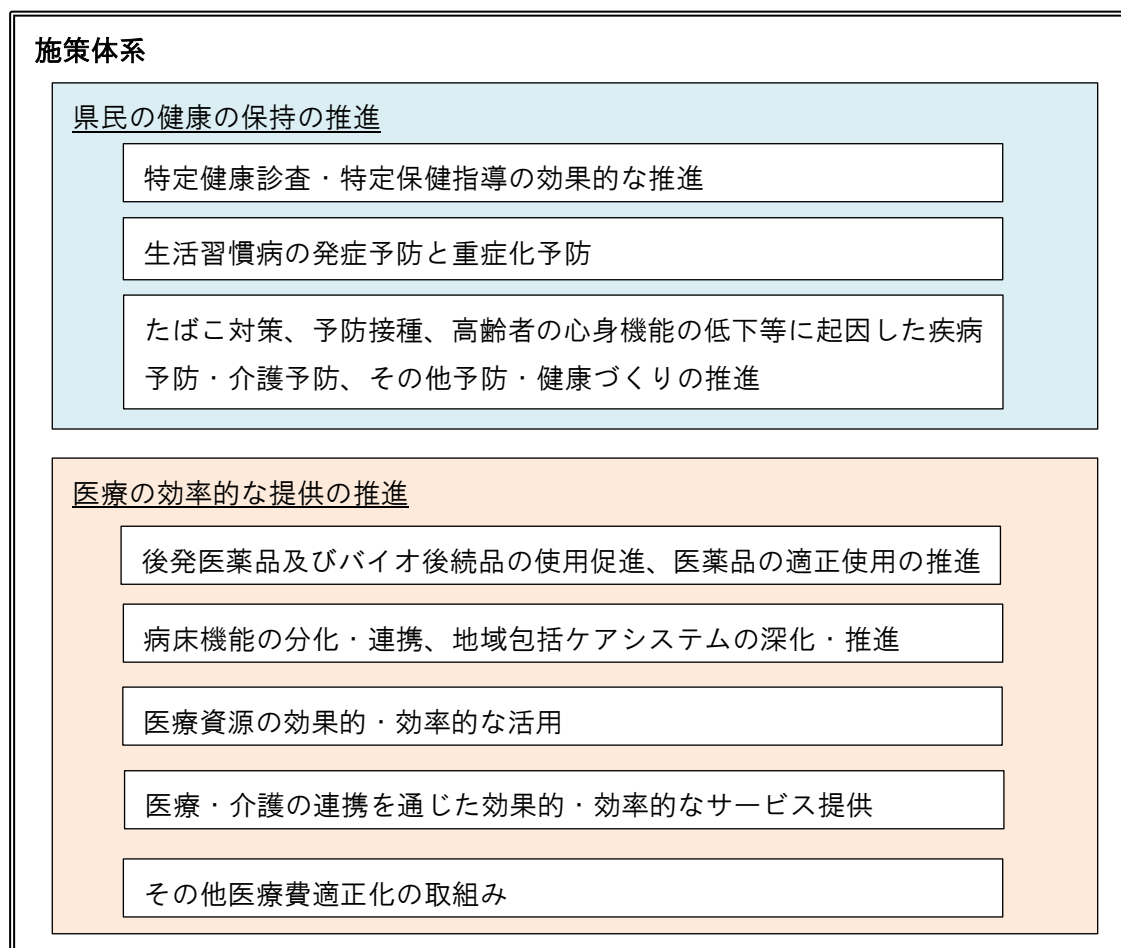 施策体系
県民の健康の保持の推進
特定健康診査・特定保健指導の効果的な推進
生活習慣病の発症予防と重症化予防
たばこ対策、予防接種、高齢者の心身機能の低下等に起因した疾病
予防・介護予防、その他予防・健康づくりの推進
医療の効率的な提供の推進
後発医薬品及びバイオ後続品の使用促進、医薬品の適正使用の推進
病床機能の分化・連携、地域包括ケアシステムの深化・推進
医療資源の効果的・効率的な活用
医療・介護の連携を通じた効果的・効率的なサービス提供
その他医療費適正化の取組み